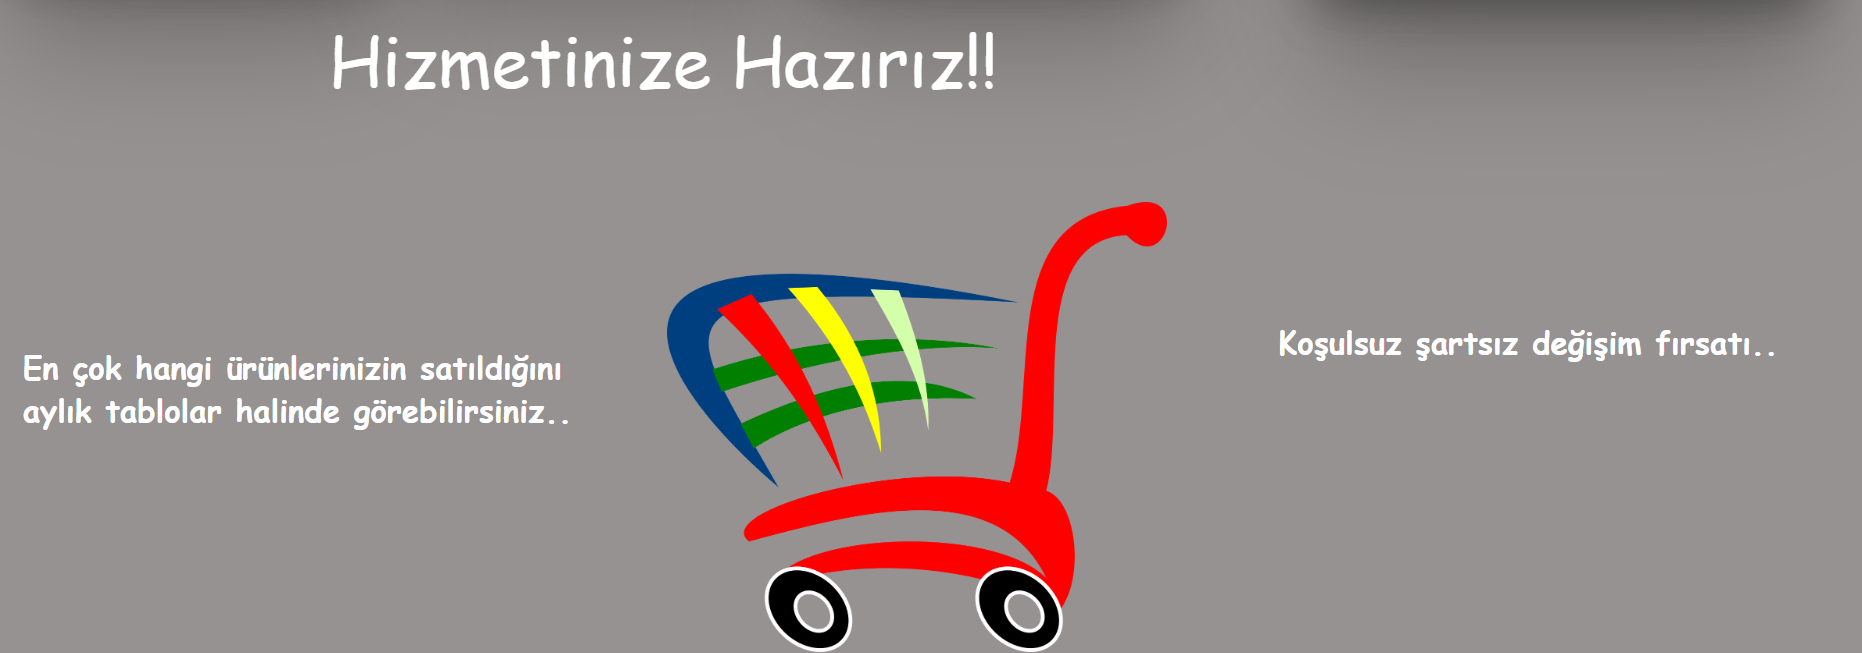 Hizmetinize Hazırız!!
En çok hangi ürünlerinizin satıldığını
aylık tablolar halinde görebilirsiniz..
Koşulsuz şartsız değişim fırsatı..